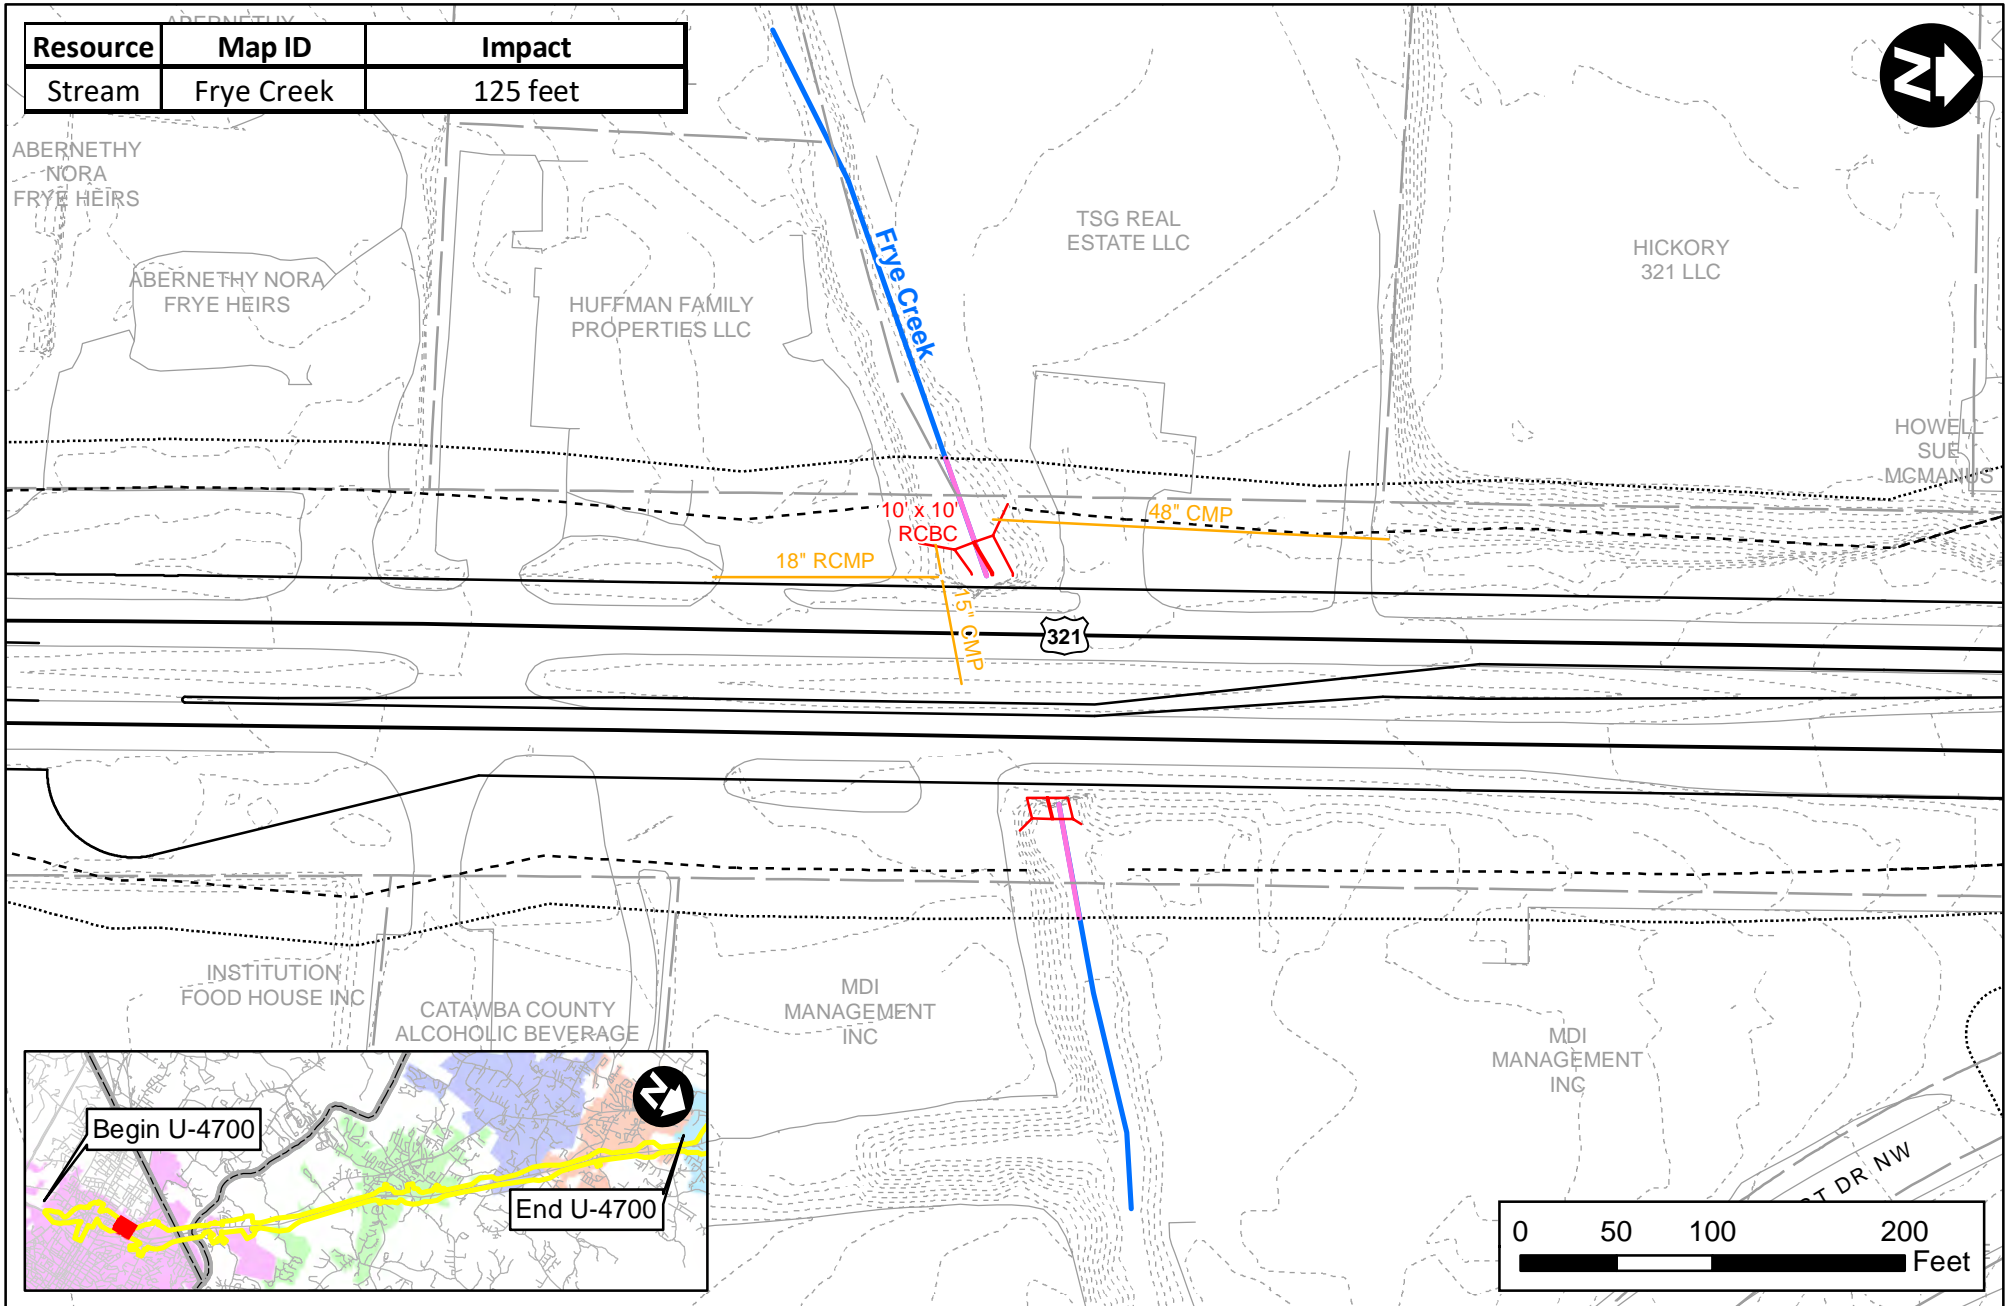 ABERNETHY
Resource Map ID Impact
Stream Frye Creek 125 feet
N
ABERNETHY
NORA
FRYE HEIRS
ABERNETHY NORA
FRYE HEIRS
HUFFMAN FAMILY
PROPERTIES LLC
Frye Creek
TSG REAL
ESTATE LLC
HICKORY
321 LLC
HOWELL
SUE
MCMANUS
10' x 10'
RCBC
48" CMP
18" RCMP
15" CMP
321
INSTITUTION
FOOD HOUSE INC
CATAWBA COUNTY
ALCOHOLIC BEVERAGE
MDI
MANAGEMENT
INC
MDI
MANAGEMENT
INC
Begin U-4700
End U-4700
N
DR NW
0 50 100 200
Feet